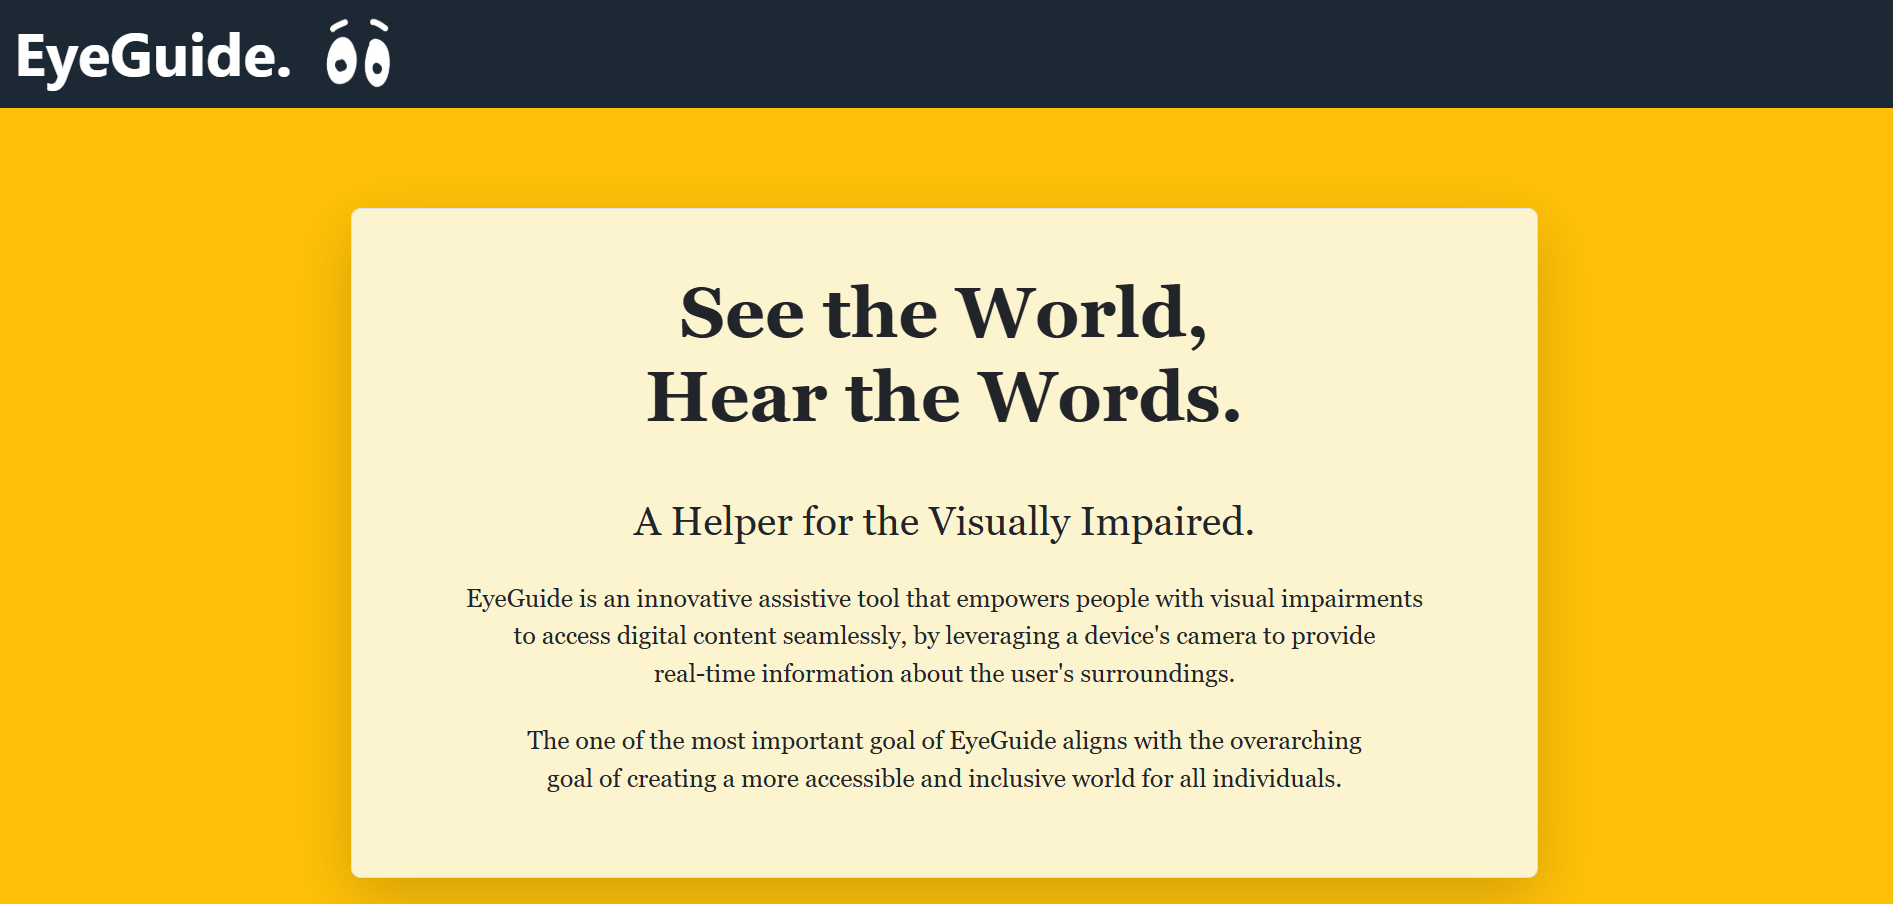 EyeGuide.
See the World,
Hear the Words.
A Helper for the Visually Impaired.
EyeGuide is an innovative assistive tool that empowers people with visual impairments
to access digital content seamlessly, by leveraging a device's camera to provide
real-time information about the user's surroundings.
The one of the most important goal of EyeGuide aligns with the overarching
goal of creating a more accessible and inclusive world for all individuals.